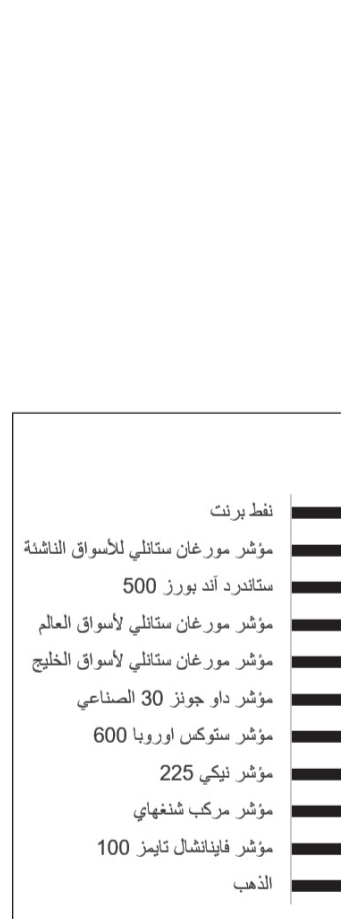 نفط برنت
مؤشر مورغان ستانلي للأسواق الناشئة
ستاندرد آند بورز 500
مؤشر مورغان ستانلي لأسواق العالم
مؤشر مورغان ستانلي لأسواق الخليج
مؤشر داو جونز 30 الصناعي
مؤشر ستوكس اوروبا 600
مؤشر نيكي 225
مؤشر مركب شنغهاي
مؤشر فاينانشال تايمز 100
الذهب